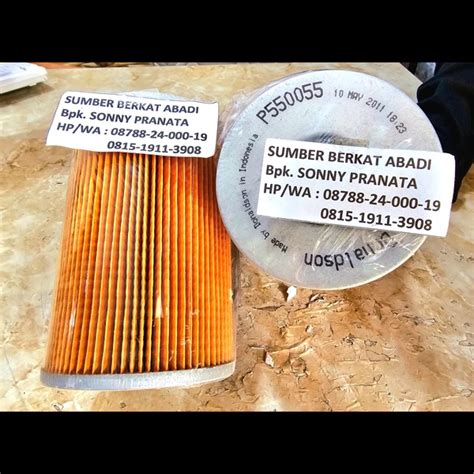 SUMBER BERKAT ABADI
Bpk. SONNY PRANATA
HP/WA : 08788-24-000-19
0815-1911-3908
P550055
10 MAY 2011 18:23
Made by Donaldson in Indonesia
SUMBER BERKAT ABADI
Bpk. SONNY PRANATA
HP/WA : 08788-24-000-19
0815-1911-3908